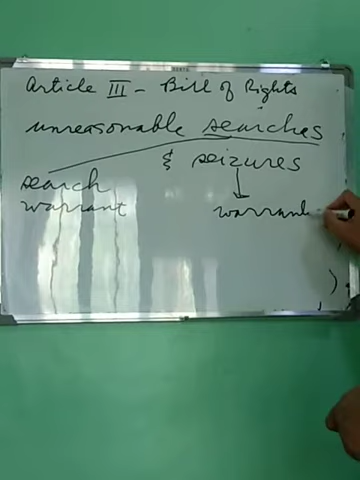 Article III - Bill of Rights
unreasonable searches
& seizures
search
warrant
warrant